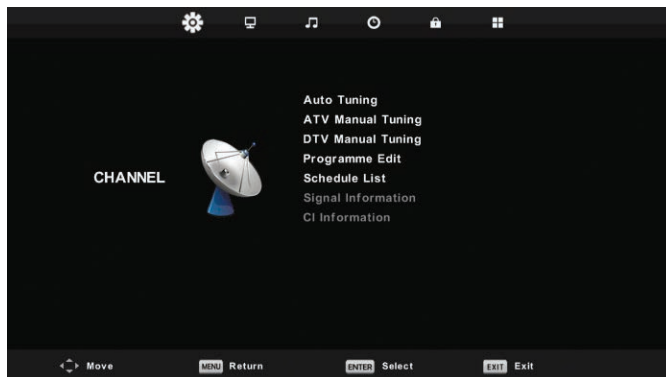 Auto Tuning
ATV Manual Tuning
DTV Manual Tuning
Programme Edit
CHANNEL
Schedule List
Signal Information
CI Information
Move
MENU Return
ENTER Select
EXIT Exit